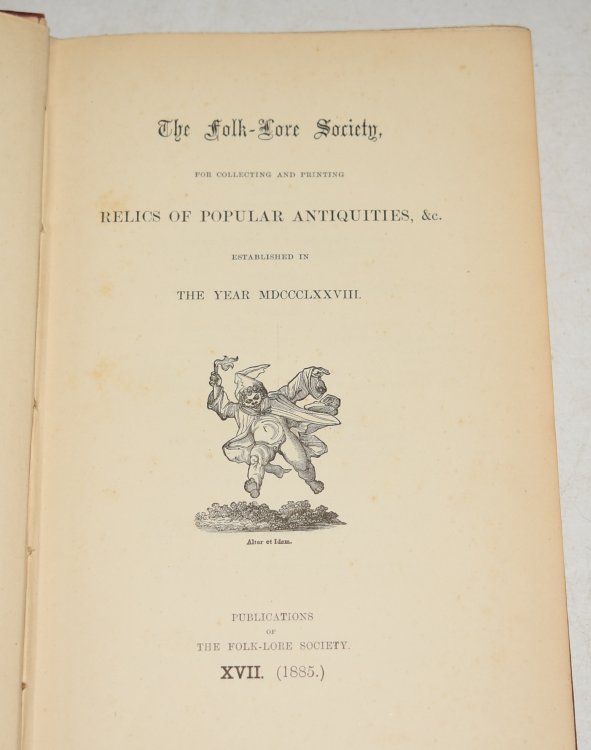 The Folk-Lore Society,
FOR COLLECTING AND PRINTING
RELICS OF POPULAR ANTIQUITIES, &c.
ESTABLISHED IN
THE YEAR MDCCCLXXVIII.
Alter et Idem.
PUBLICATIONS
OF
THE FOLK-LORE SOCIETY.
XVII. (1885.)